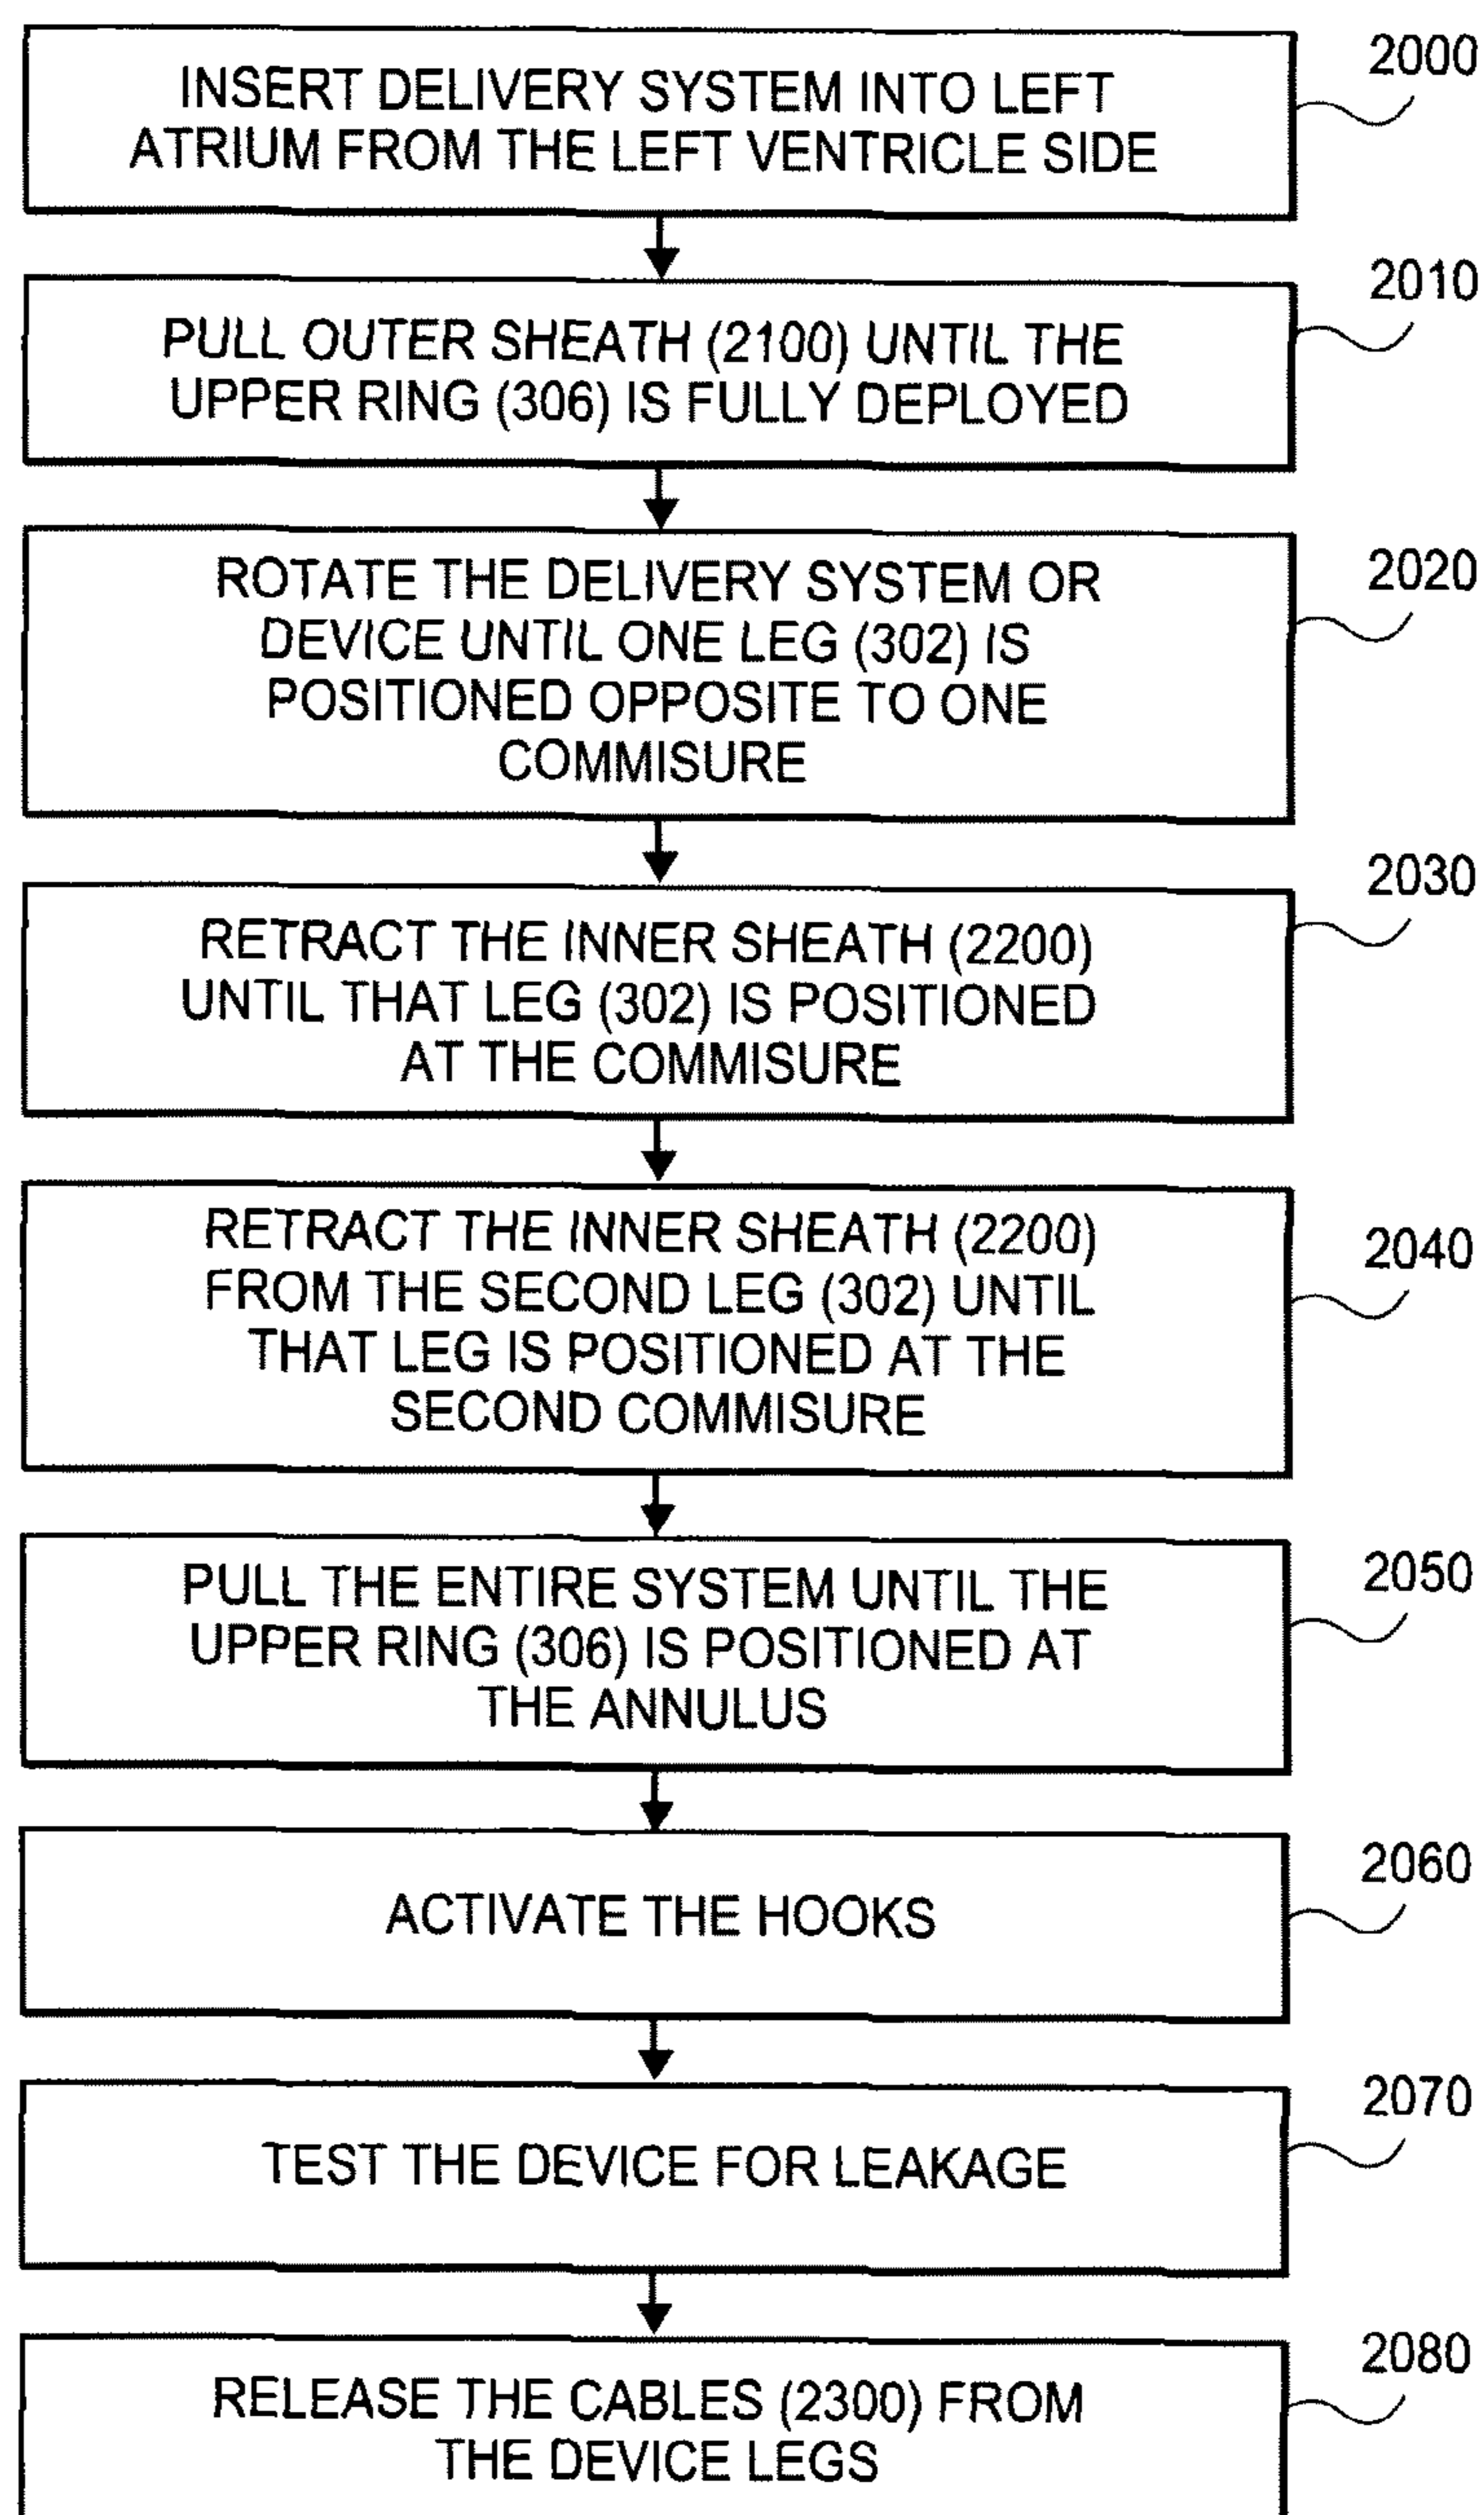 INSERT DELIVERY SYSTEM INTO LEFT
ATRIUM FROM THE LEFT VENTRICLE SIDE
2000
PULL OUTER SHEATH (2100) UNTIL THE
UPPER RING (306) IS FULLY DEPLOYED
2010
ROTATE THE DELIVERY SYSTEM OR
DEVICE UNTIL ONE LEG (302) IS
POSITIONED OPPOSITE TO ONE
COMMISURE
2020
RETRACT THE INNER SHEATH (2200)
UNTIL THAT LEG (302) IS POSITIONED
AT THE COMMISURE
2030
RETRACT THE INNER SHEATH (2200)
FROM THE SECOND LEG (302) UNTIL
THAT LEG IS POSITIONED AT THE
SECOND COMMISURE
2040
PULL THE ENTIRE SYSTEM UNTIL THE
UPPER RING (306) IS POSITIONED AT
THE ANNULUS
2050
ACTIVATE THE HOOKS
2060
TEST THE DEVICE FOR LEAKAGE
2070
RELEASE THE CABLES (2300) FROM
THE DEVICE LEGS
2080